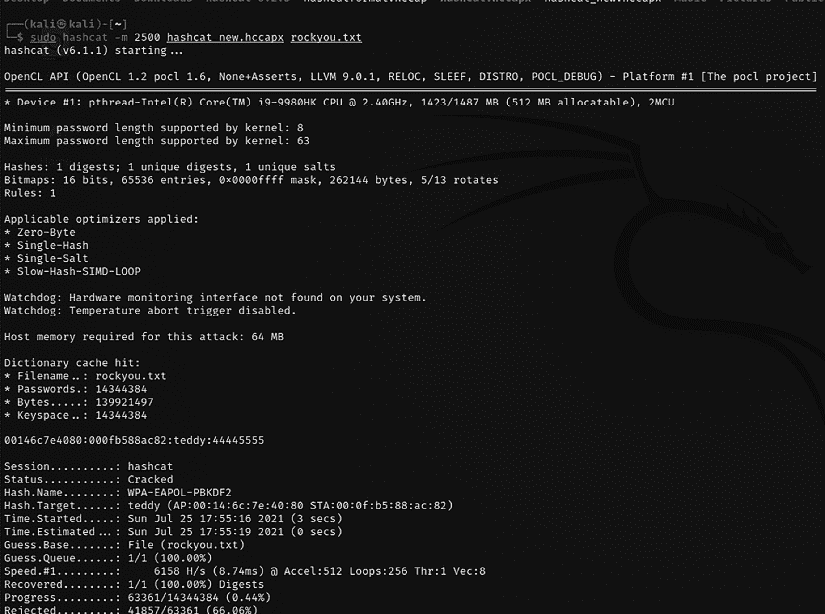 (kali㉿kali)-[~]
$ sudo hashcat -m 2500 hashcat_new.hccapx rockyou.txt
hashcat (v6.1.1) starting...
OpenCL API (OpenCL 1.2 pocl 1.6, None+Asserts, LLVM 9.0.1, RELOC, SLEEF, DISTRO, POCL_DEBUG) - Platform #1 [The pocl project]
* Device #1: pthread-Intel(R) Core(TM) i9-9980HK CPU @ 2.40GHz, 1423/1487 MB (512 MB allocatable), 2MCU
Minimum password length supported by kernel: 8
Maximum password length supported by kernel: 63
Hashes: 1 digests; 1 unique digests, 1 unique salts
Bitmaps: 16 bits, 65536 entries, 0x0000ffff mask, 262144 bytes, 5/13 rotates
Rules: 1
Applicable optimizers applied:
* Zero-Byte
* Single-Hash
* Single-Salt
* Slow-Hash-SIMD-LOOP
Watchdog: Hardware monitoring interface not found on your system.
Watchdog: Temperature abort trigger disabled.
Host memory required for this attack: 64 MB
Dictionary cache hit:
* Filename..: rockyou.txt
* Passwords.: 14344384
* Bytes.....: 139921497
* Keyspace..: 14344384
00146c7e4080:000fb588ac82:teddy:44445555
Session..........: hashcat
Status...........: Cracked
Hash.Name........: WPA-EAPOL-PBKDF2
Hash.Target......: teddy (AP:00:14:6c:7e:40:80 STA:00:0f:b5:88:ac:82)
Time.Started.....: Sun Jul 25 17:55:16 2021 (3 secs)
Time.Estimated...: Sun Jul 25 17:55:19 2021 (0 secs)
Guess.Base.......: File (rockyou.txt)
Guess.Queue......: 1/1 (100.00%)
Speed.#1.........: 6158 H/s (8.74ms) @ Accel:512 Loops:256 Thr:1 Vec:8
Recovered........: 1/1 (100.00%) Digests
Progress.........: 63361/14344384 (0.44%)
Rejected.........: 41857/63361 (66.06%)